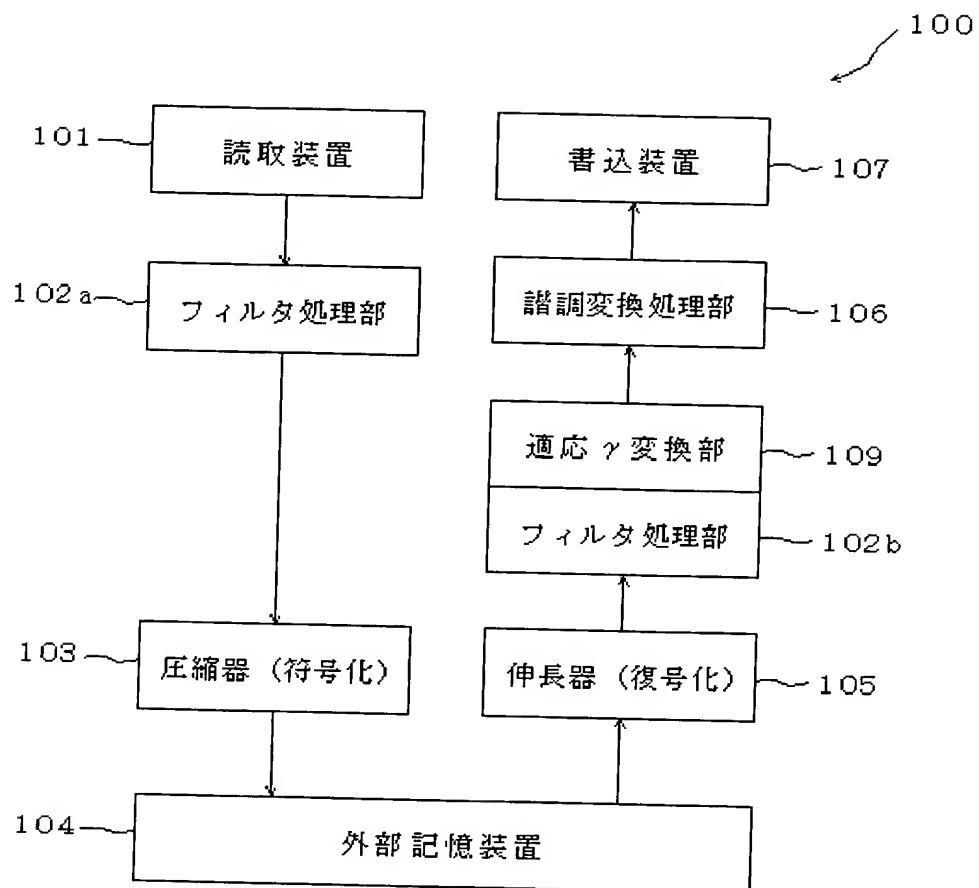 100
101 読取装置
書込装置 107
102a フィルタ処理部
諧調変換処理部 106
適応γ変換部 109
フィルタ処理部 102b
103 圧縮器(符号化)
伸長器(復号化) 105
104 外部記憶装置